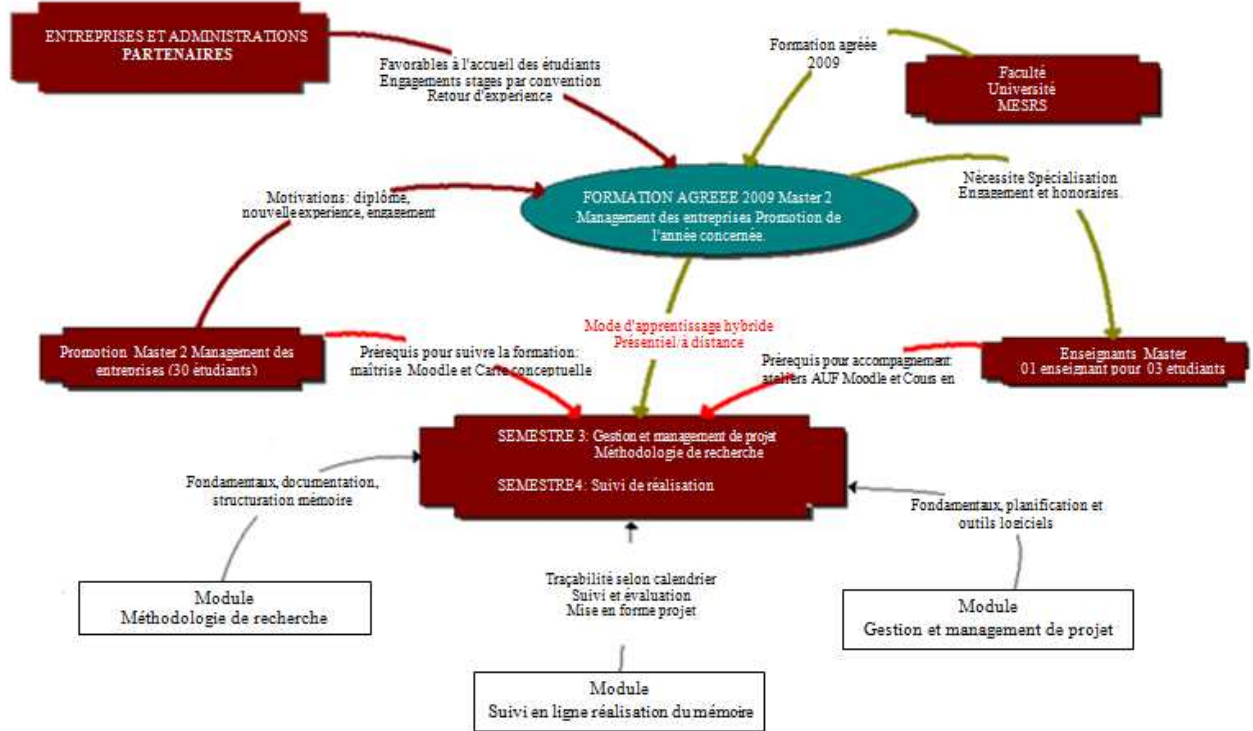 ENTREPRISES ET ADMINISTRATIONS
PARTENAIRES
Favorables à l'accueil des étudiants
Engagements stages par convention
Retour d'expérience
Formation agréée
2009
Faculté
Université
MESRS
Motivations: diplôme,
nouvelle expérience, engagement
FORMATION AGREEE 2009 Master 2
Management des entreprises Promotion de
l'année concernée.
Nécessite Spécialisation
Engagement et honoraires.
Promotion Master 2 Management des
entreprises (30 étudiants)
Prérequis pour suivre la formation:
maîtrise Moodle et Carte conceptuelle
Mode d'apprentissage hybride
Présentiel/à distance
Prérequis pour accompagnement
ateliers AUF Moodle et Cours en
Enseignants Master
01 enseignant pour 03 étudiants
SEMESTRE 3: Gestion et management de projet
Méthodologie de recherche
SEMESTRE4: Suivi de réalisation
Fondamentaux, documentation,
structuration mémoire
Fondamentaux, planification et
outils logiciels
Traçabilité selon calendrier
Suivi et évaluation
Mise en forme projet
Module
Méthodologie de recherche
Module
Gestion et management de projet
Module
Suivi en ligne réalisation du mémoire